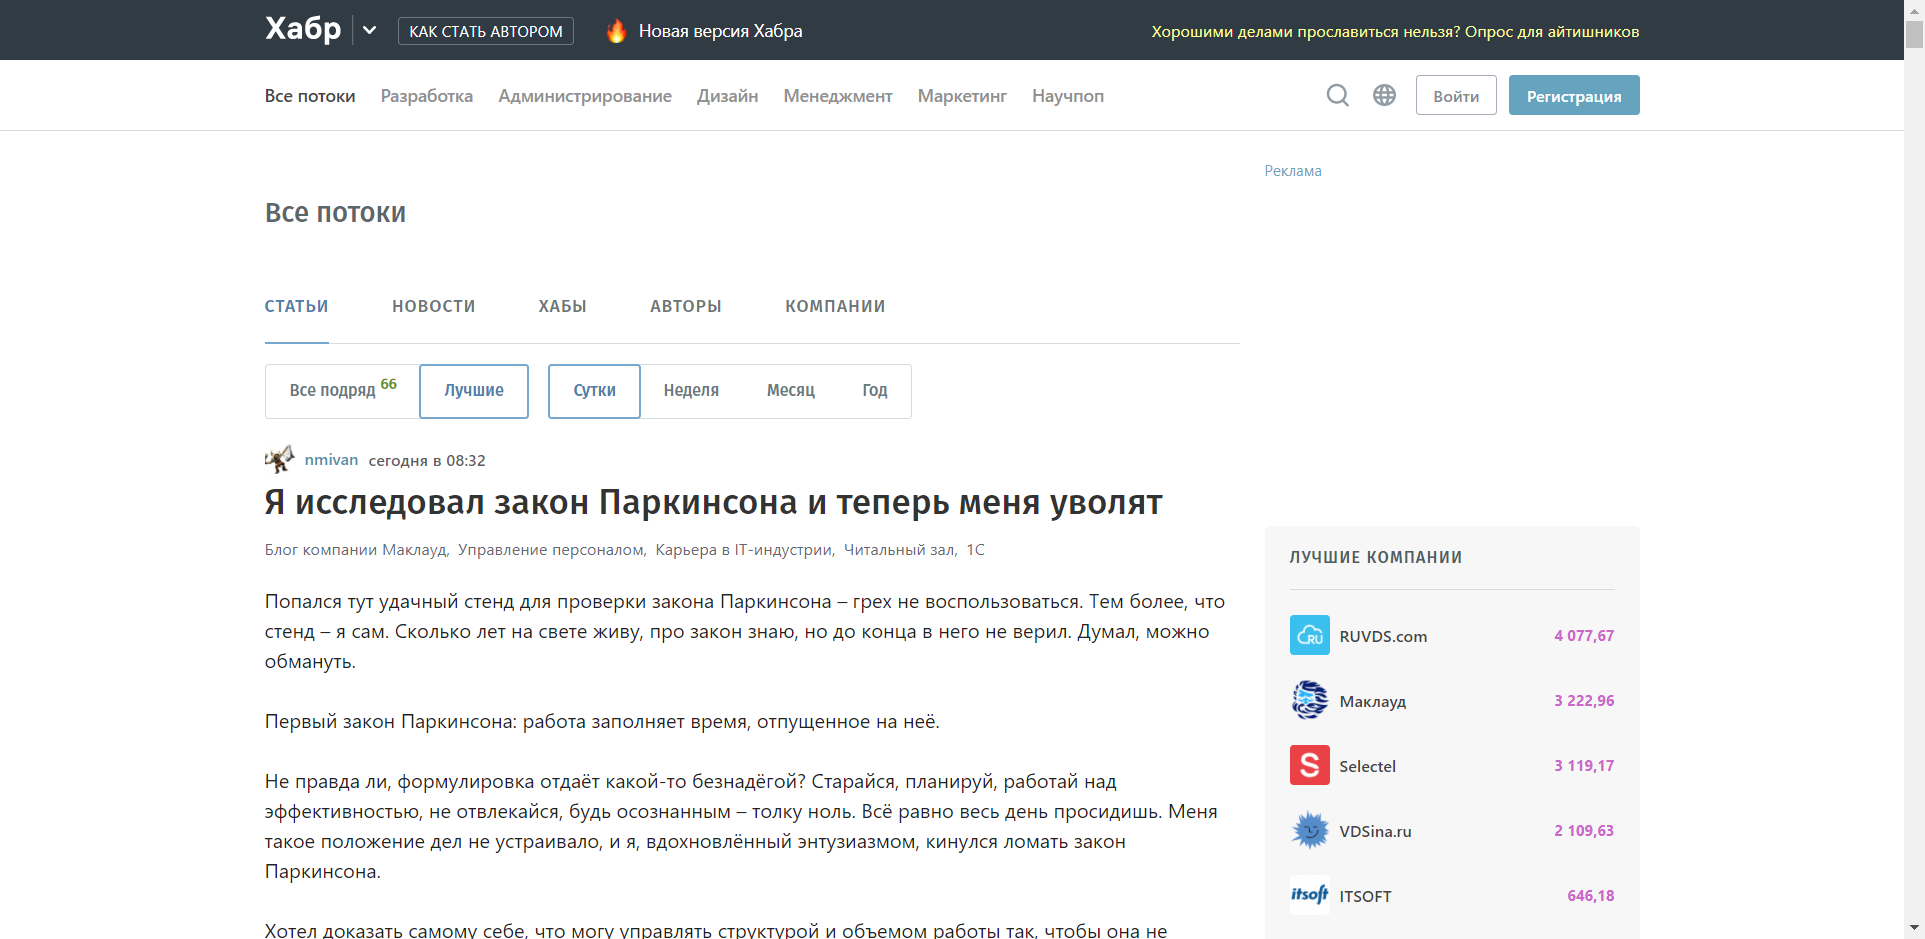 Хабр
КАК СТАТЬ АВТОРОМ
Новая версия Хабра
Хорошими делами прославиться нельзя? Опрос для айтишников
Все потоки Разработка Администрирование Дизайн Менеджмент Маркетинг Научпоп
Войти
Регистрация
Реклама
Все потоки
СТАТЬИ НОВОСТИ ХАБЫ АВТОРЫ КОМПАНИИ
Все подряд 66 Лучшие Сутки Неделя Месяц Год
nmivan сегодня в 08:32
Я исследовал закон Паркинсона и теперь меня уволят
Блог компании Маклауд, Управление персоналом, Карьера в IT-индустрии, Читальный зал, 1С
Попался тут удачный стенд для проверки закона Паркинсона – грех не воспользоваться. Тем более, что
стенд – я сам. Сколько лет на свете живу, про закон знаю, но до конца в него не верил. Думал, можно
обмануть.
Первый закон Паркинсона: работа заполняет время, отпущенное на неё.
Не правда ли, формулировка отдаёт какой-то безнадёгой? Старайся, планируй, работай над
эффективностью, не отвлекайся, будь осознанным – толку ноль. Всё равно весь день просидишь. Меня
такое положение дел не устраивало, и я, вдохновлённый энтузиазмом, кинулся ломать закон
Паркинсона.
Хотел доказать самому себе, что могу управлять структурой и объемом работы так, чтобы она не
ЛУЧШИЕ КОМПАНИИ
RU RUVDS.com 4 077,67
Маклауд 3 222,96
S Selectel 3 119,17
VDSina.ru 2 109,63
itsoft ITSOFT 646,18